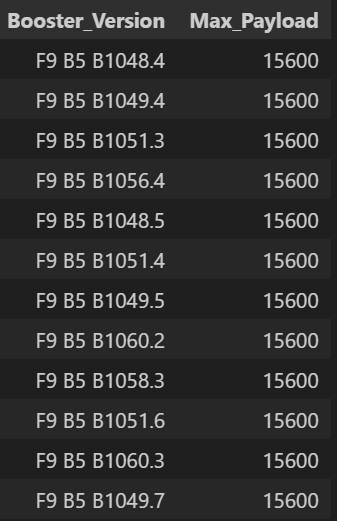 Booster_Version Max_Payload
F9 B5 B1048.4 15600
F9 B5 B1049.4 15600
F9 B5 B1051.3 15600
F9 B5 B1056.4 15600
F9 B5 B1048.5 15600
F9 B5 B1051.4 15600
F9 B5 B1049.5 15600
F9 B5 B1060.2 15600
F9 B5 B1058.3 15600
F9 B5 B1051.6 15600
F9 B5 B1060.3 15600
F9 B5 B1049.7 15600